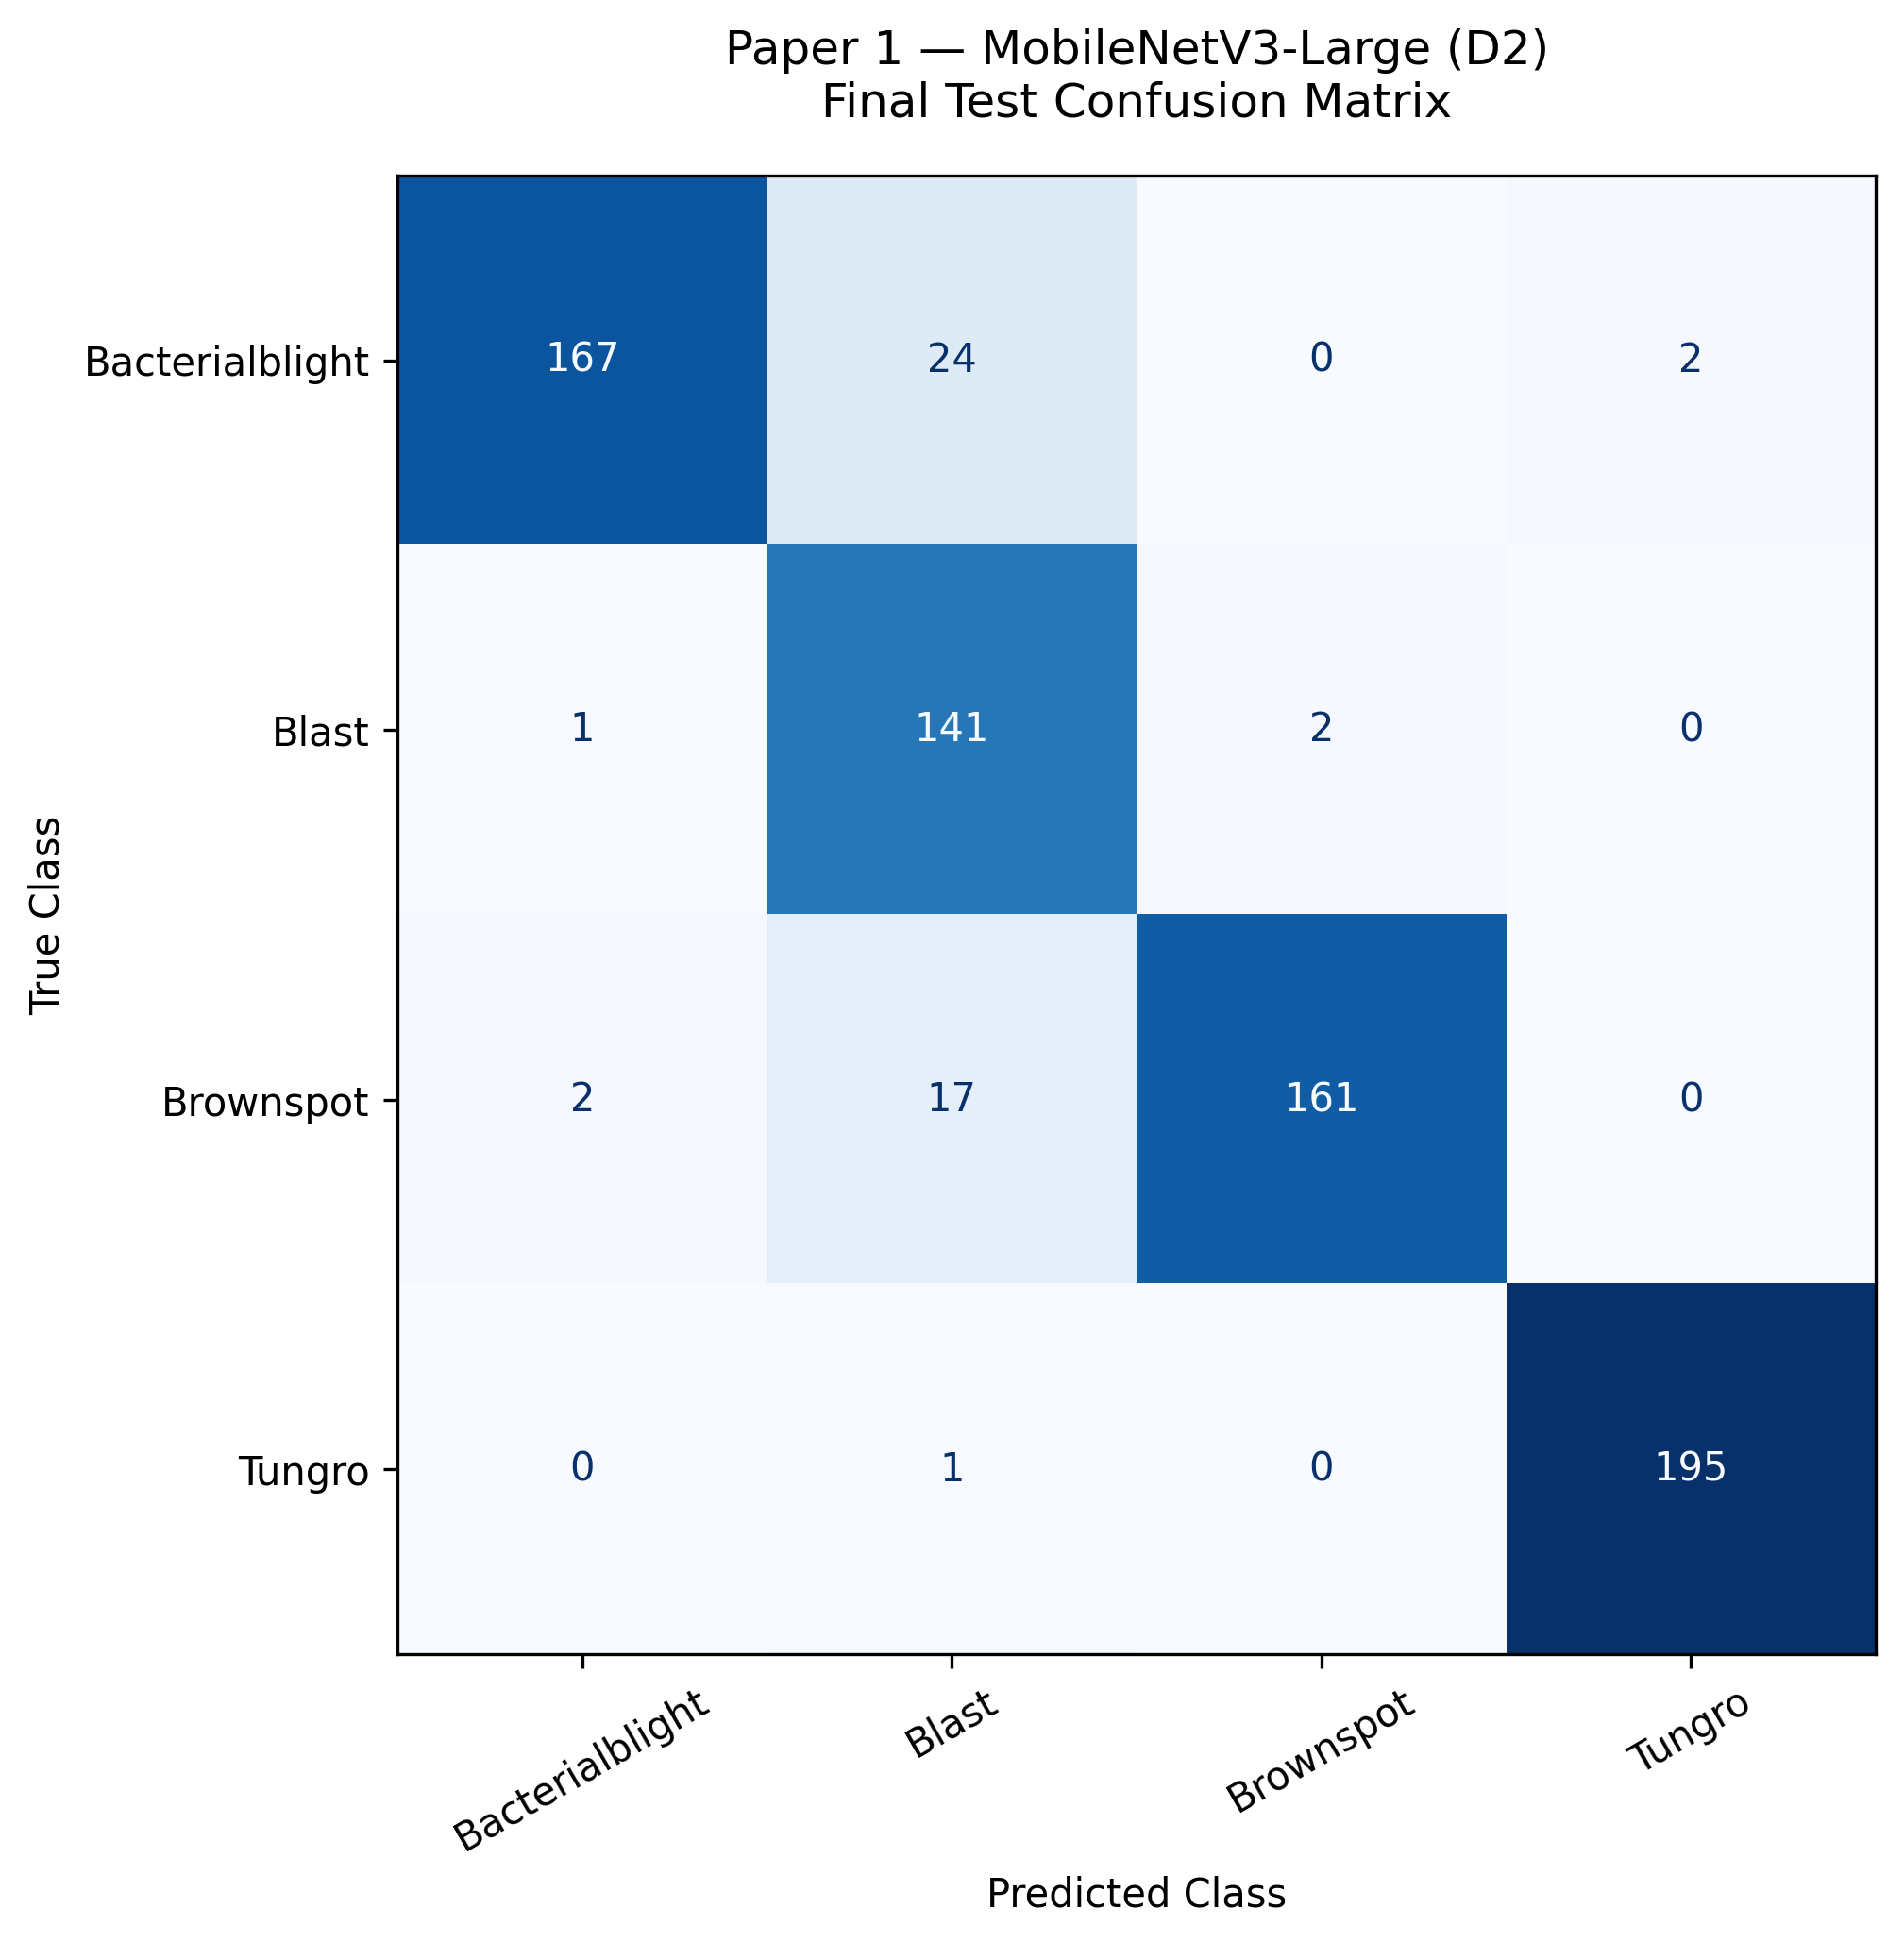 Paper 1 — MobileNetV3-Large (D2)
Final Test Confusion Matrix
True Class
Bacterialblight 167 24 0 2
Blast 1 141 2 0
Brownspot 2 17 161 0
Tungro 0 1 0 195
Bacterialblight Blast Brownspot Tungro
Predicted Class